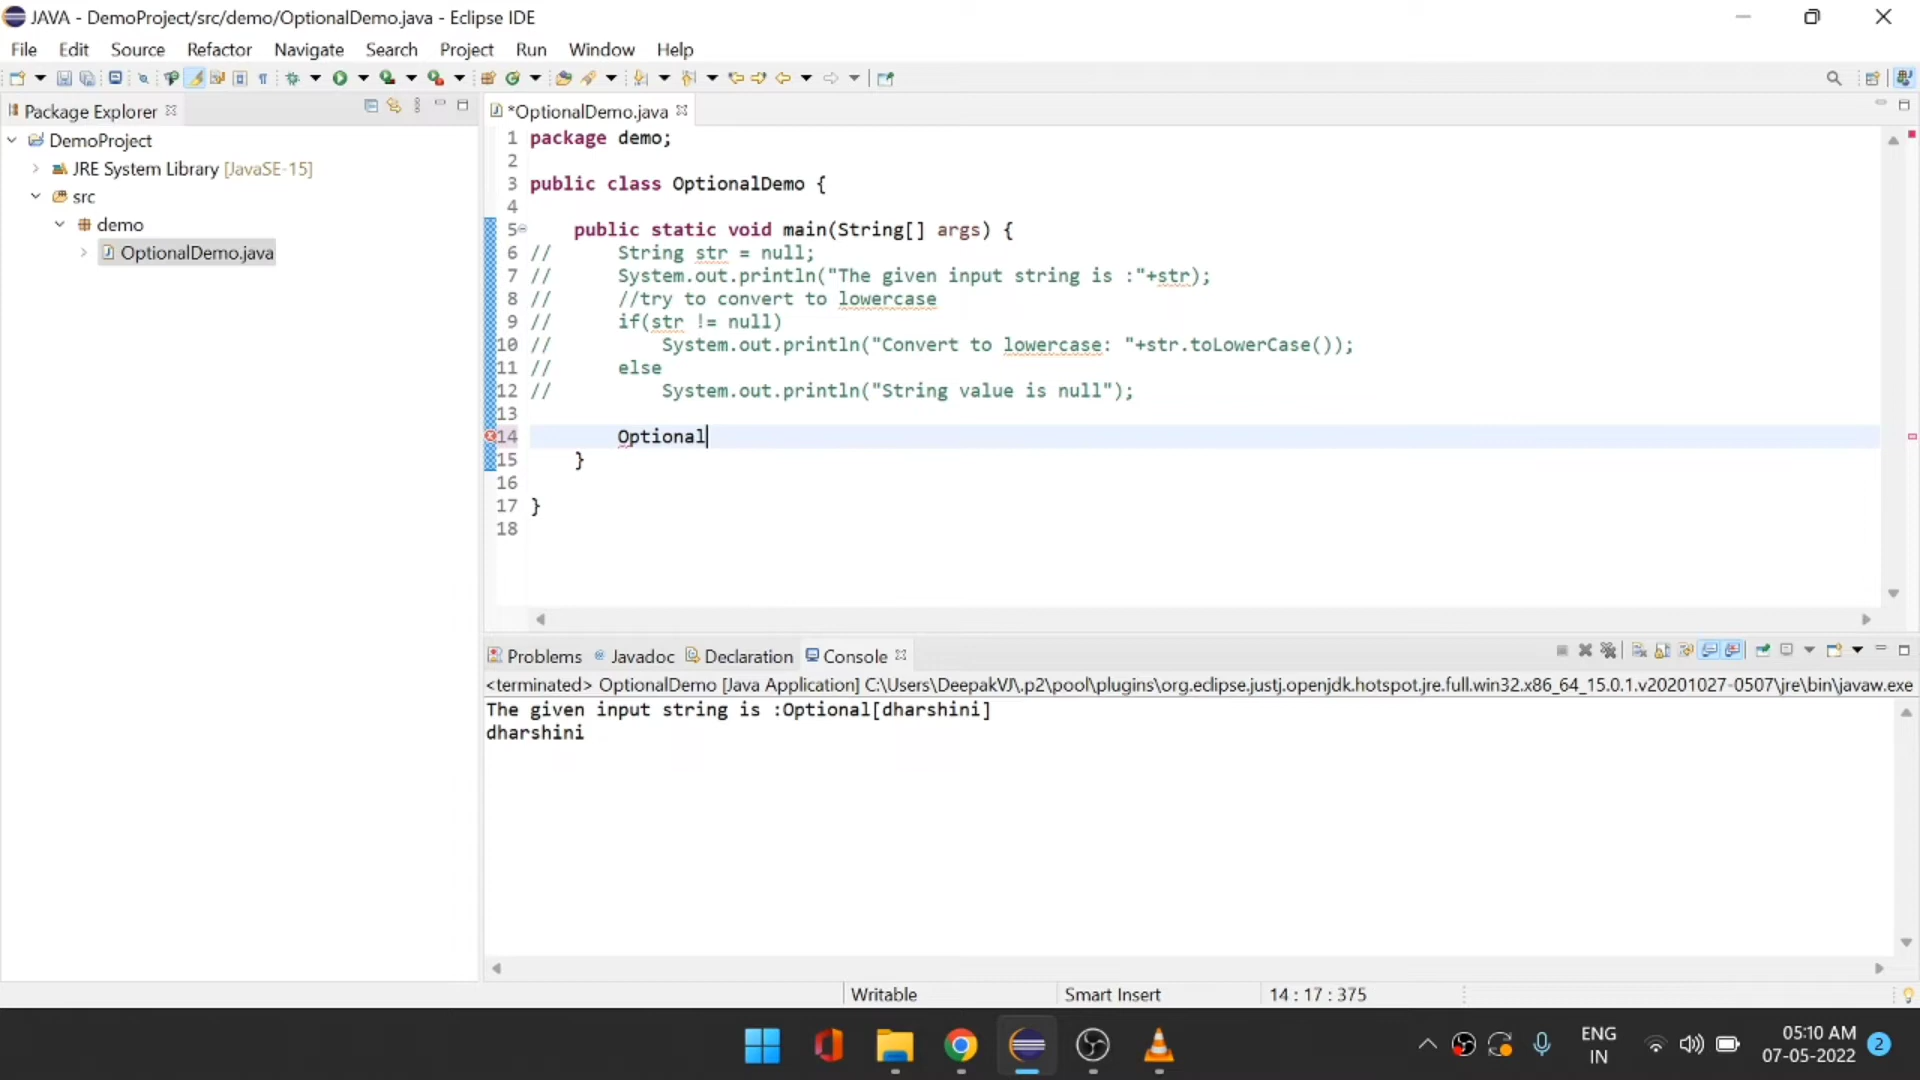 JAVA - DemoProject/src/demo/OptionalDemo.java - Eclipse IDE
File Edit Source Refactor Navigate Search Project Run Window Help
Package Explorer
DemoProject
JRE System Library [JavaSE-15]
src
demo
OptionalDemo.java
*OptionalDemo.java
1 package demo;
2
3 public class OptionalDemo {
4
5 public static void main(String[] args) {
6 // String str = null;
7 // System.out.println("The given input string is :"+str);
8 // //try to convert to lowercase
9 // if(str != null)
10 // System.out.println("Convert to lowercase: "+str.toLowerCase());
11 // else
12 // System.out.println("String value is null");
13
14 Optional
15 }
16
17 }
18
Problems Javadoc Declaration Console
<terminated> OptionalDemo [Java Application] C:\Users\DeepakVJ\.p2\pool\plugins\org.eclipse.justj.openjdk.hotspot.jre.full.win32.x86_64_15.0.1.v20201027-0507\jre\bin\javaw.exe
The given input string is :Optional[dharshini]
dharshini
Writable Smart Insert 14 : 17 : 375
ENG
IN
05:10 AM
07-05-2022
2